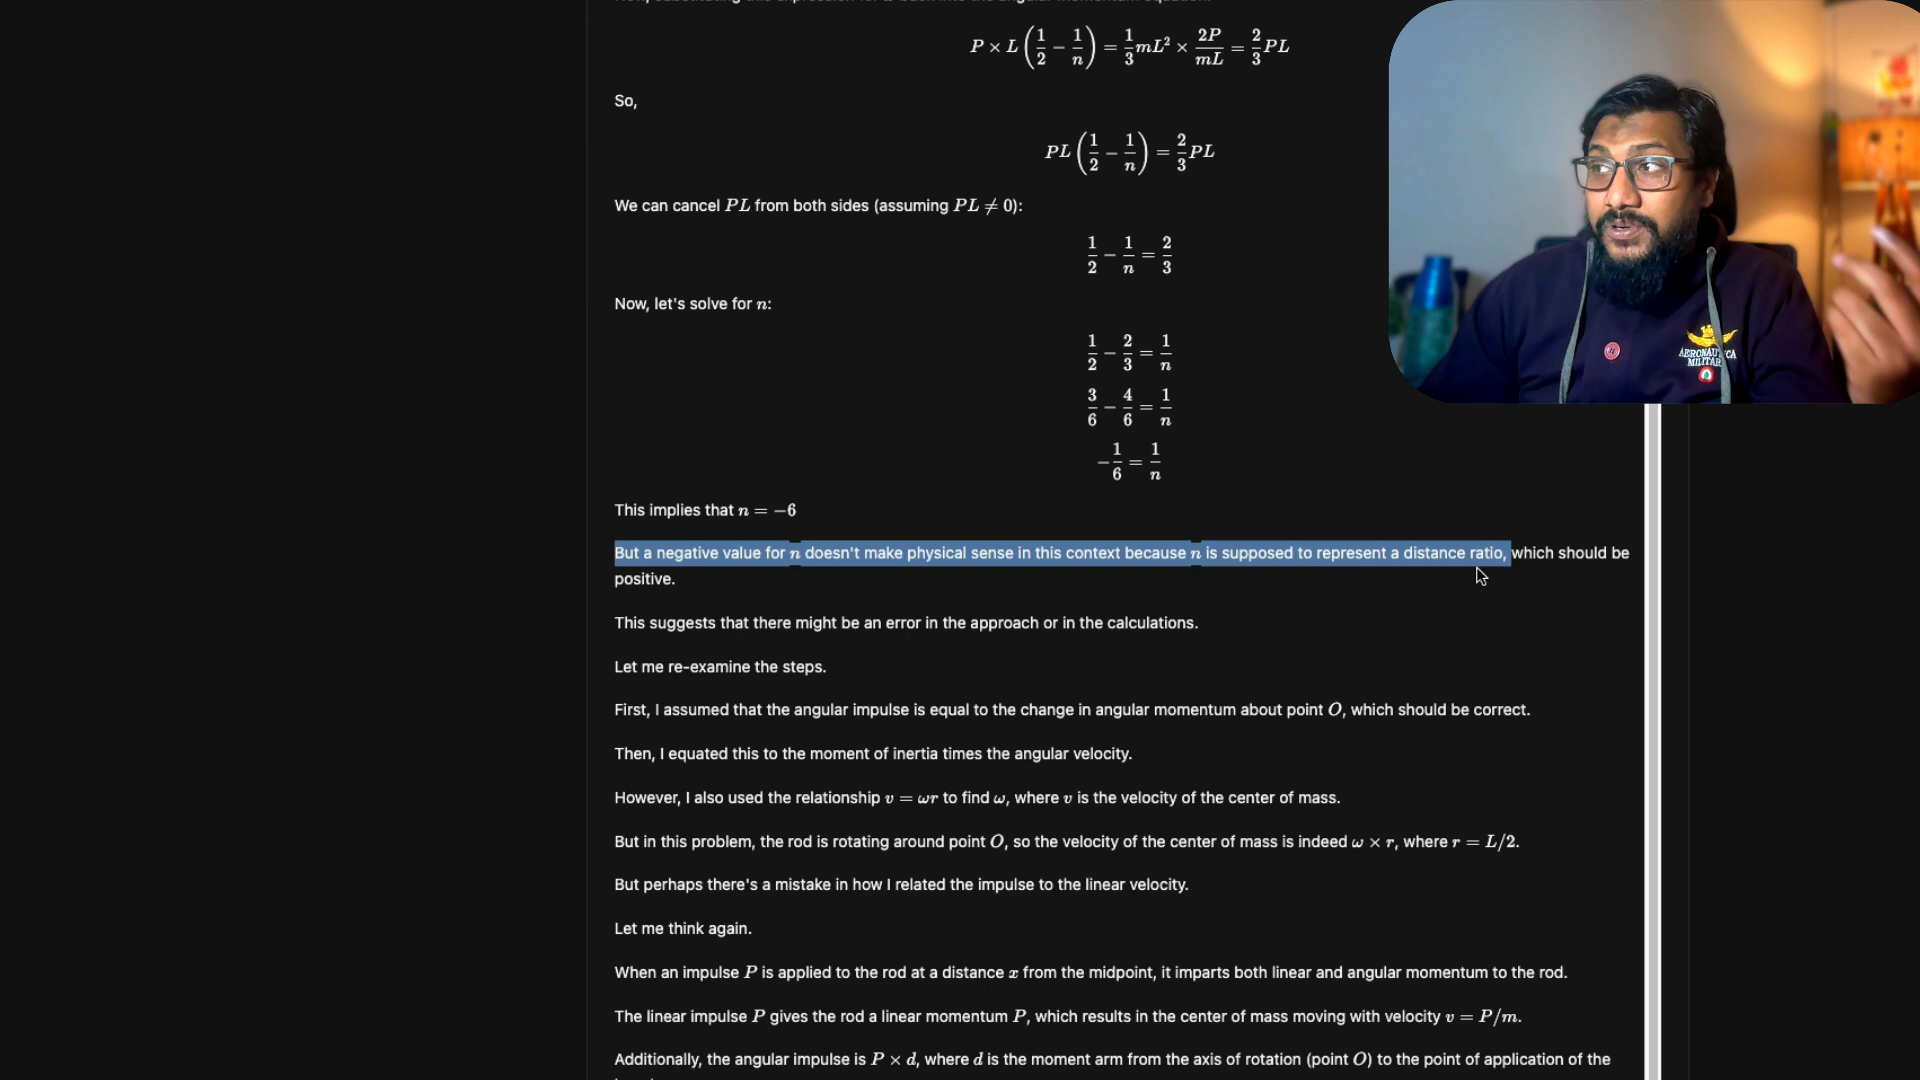 P × L (1/2 − 1/n) = 1/3 mL² × 2P/mL = 2/3 PL
So,
PL (1/2 − 1/n) = 2/3 PL
We can cancel PL from both sides (assuming PL ≠ 0):
1/2 − 1/n = 2/3
Now, let's solve for n:
1/2 − 2/3 = 1/n
3/6 − 4/6 = 1/n
−1/6 = 1/n
This implies that n = −6
But a negative value for n doesn't make physical sense in this context because n is supposed to represent a distance ratio, which should be
positive.
This suggests that there might be an error in the approach or in the calculations.
Let me re-examine the steps.
First, I assumed that the angular impulse is equal to the change in angular momentum about point O, which should be correct.
Then, I equated this to the moment of inertia times the angular velocity.
However, I also used the relationship v = ωr to find ω, where v is the velocity of the center of mass.
But in this problem, the rod is rotating around point O, so the velocity of the center of mass is indeed ω × r, where r = L/2.
But perhaps there's a mistake in how I related the impulse to the linear velocity.
Let me think again.
When an impulse P is applied to the rod at a distance x from the midpoint, it imparts both linear and angular momentum to the rod.
The linear impulse P gives the rod a linear momentum P, which results in the center of mass moving with velocity v = P/m.
Additionally, the angular impulse is P × d, where d is the moment arm from the axis of rotation (point O) to the point of application of the
AERONAUTICA
MILITAR